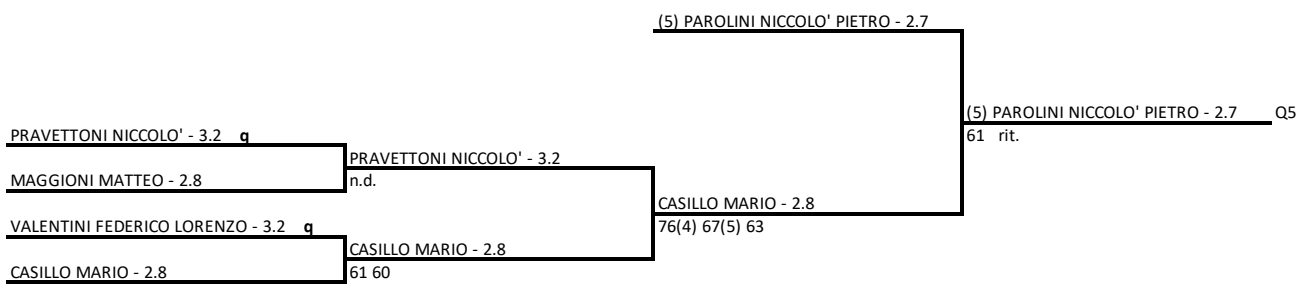 (5) PAROLINI NICCOLO' PIETRO - 2.7
(5) PAROLINI NICCOLO' PIETRO - 2.7 Q5
61 rit.
PRAVETTONI NICCOLO' - 3.2 q
PRAVETTONI NICCOLO' - 3.2
n.d.
MAGGIONI MATTEO - 2.8
CASILLO MARIO - 2.8
76(4) 67(5) 63
VALENTINI FEDERICO LORENZO - 3.2 q
CASILLO MARIO - 2.8
61 60
CASILLO MARIO - 2.8